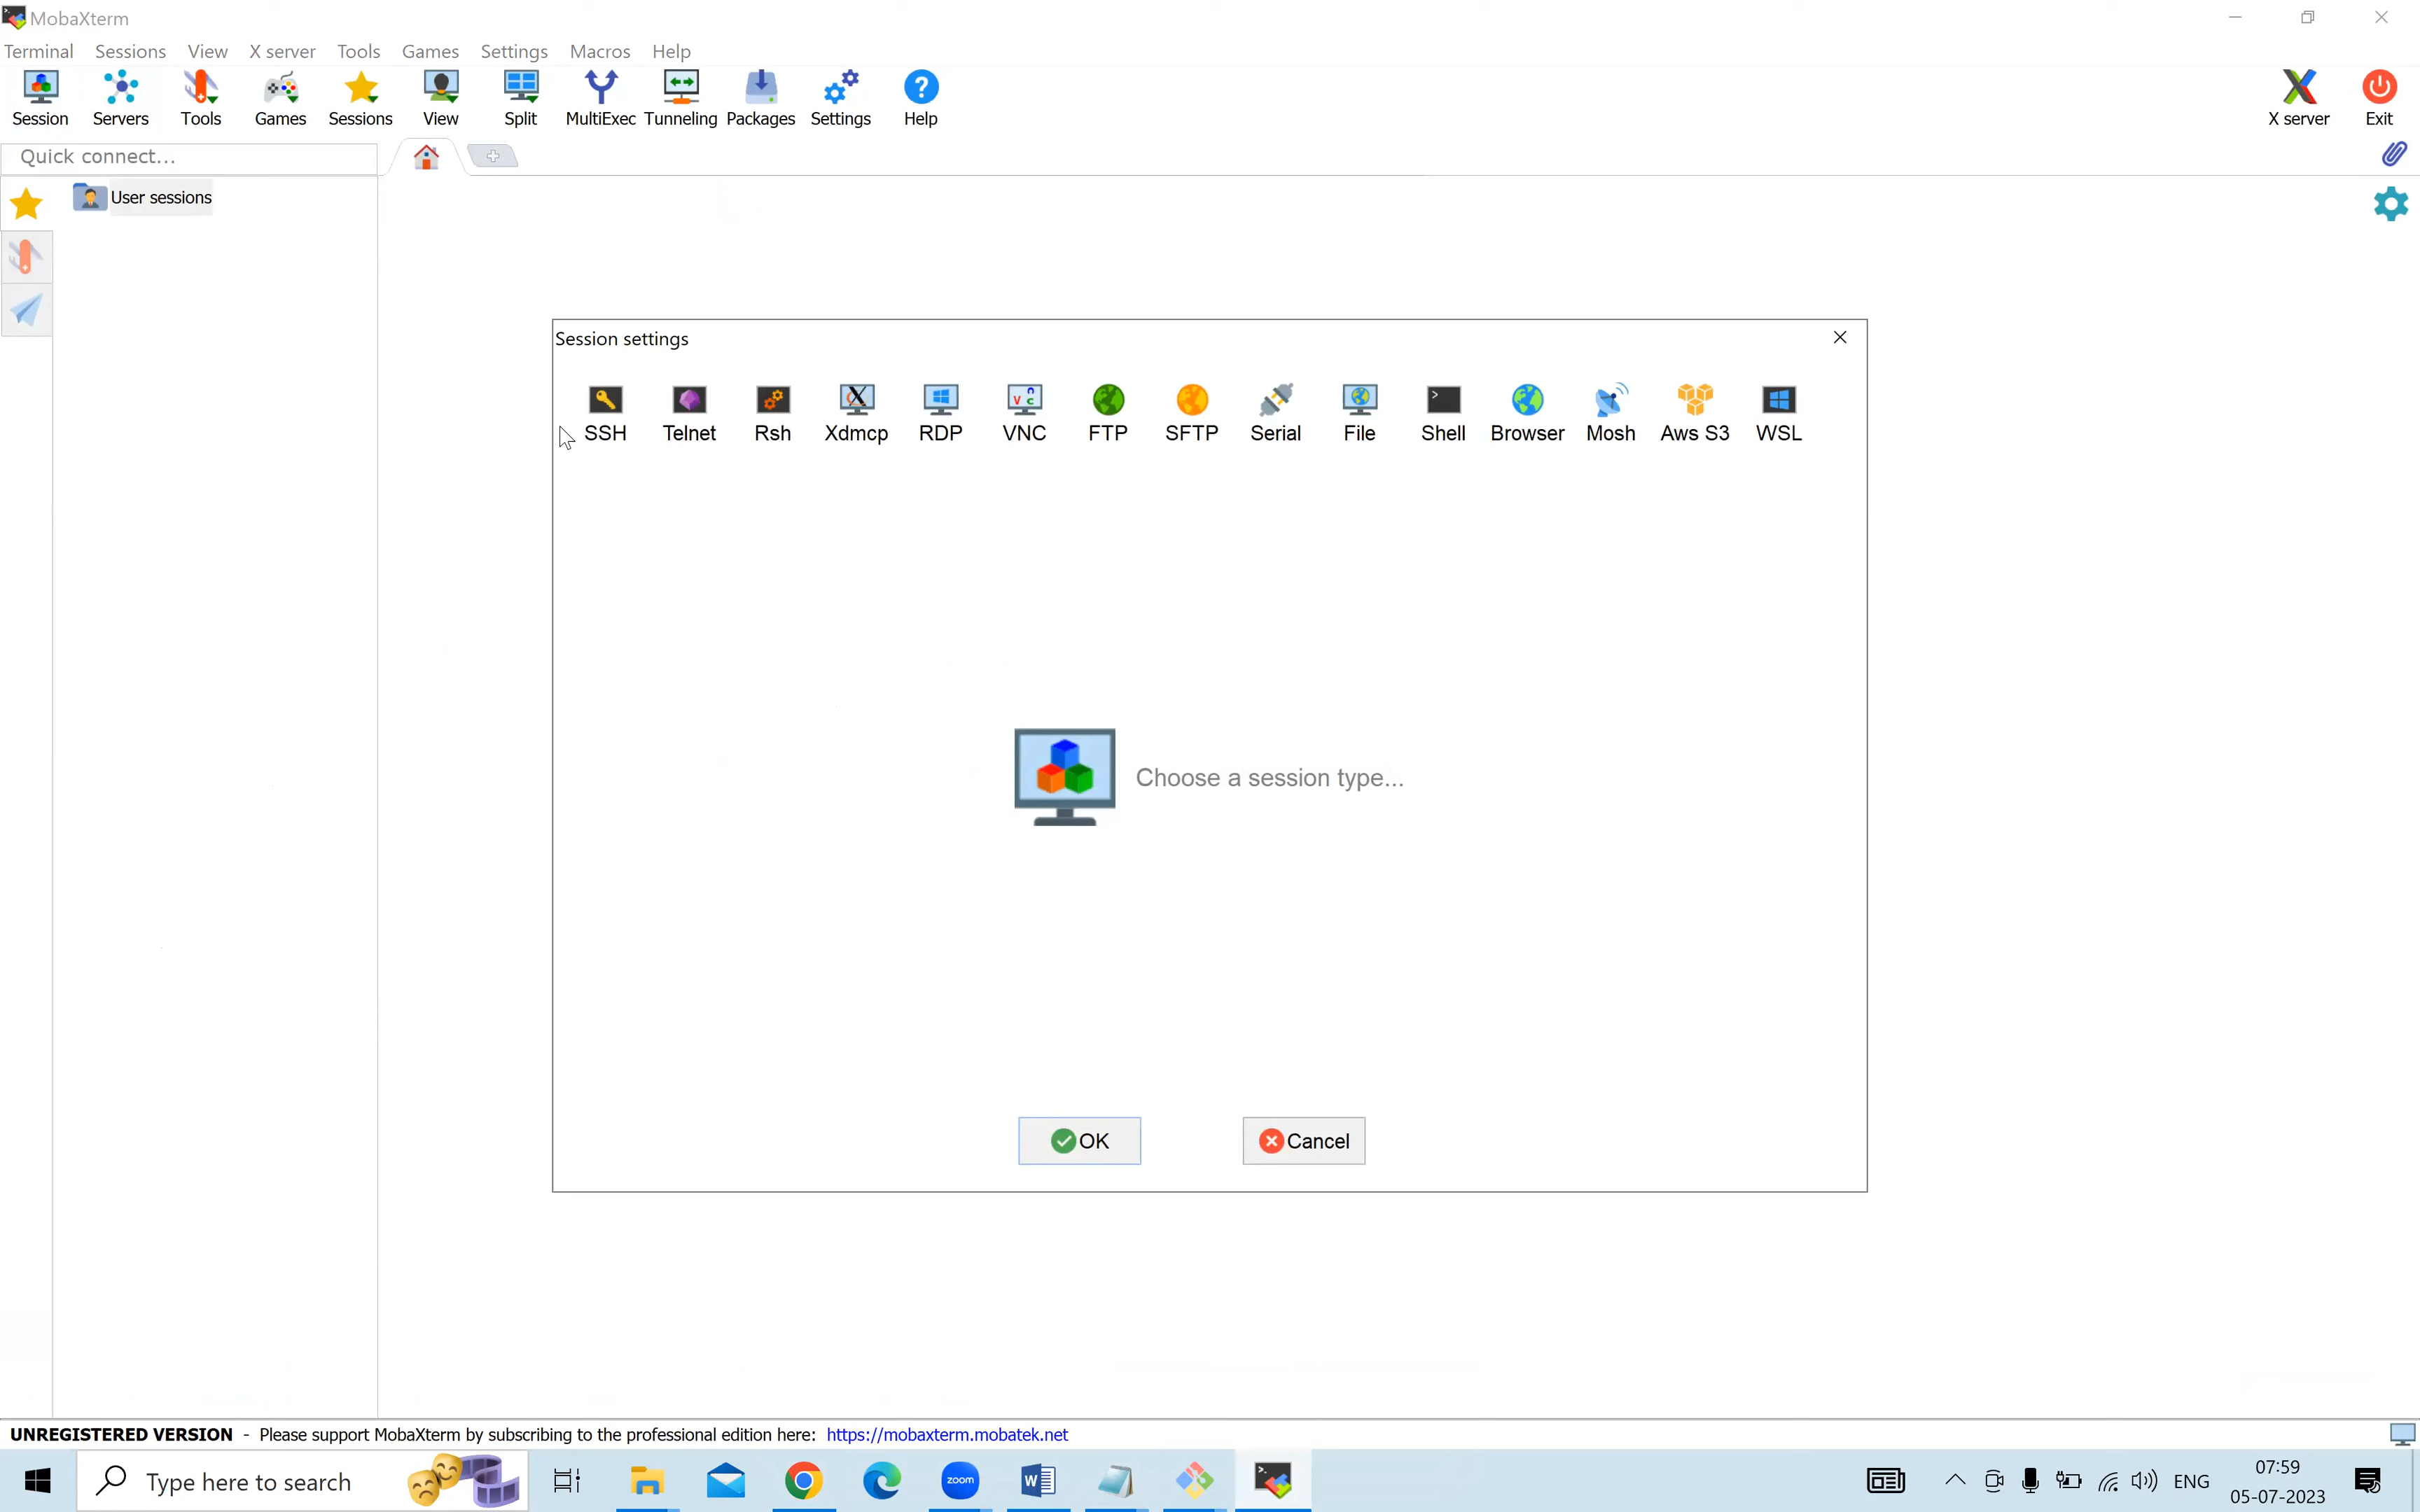 MobaXterm
Terminal Sessions View X server Tools Games Settings Macros Help
Session Servers Tools Games Sessions View Split MultiExec Tunneling Packages Settings Help X server Exit
Quick connect...
User sessions
Session settings
SSH Telnet Rsh Xdmcp RDP VNC FTP SFTP Serial File Shell Browser Mosh Aws S3 WSL
Choose a session type...
OK Cancel
UNREGISTERED VERSION - Please support MobaXterm by subscribing to the professional edition here: https://mobaxterm.mobatek.net
Type here to search
zoom
ENG
07:59
05-07-2023